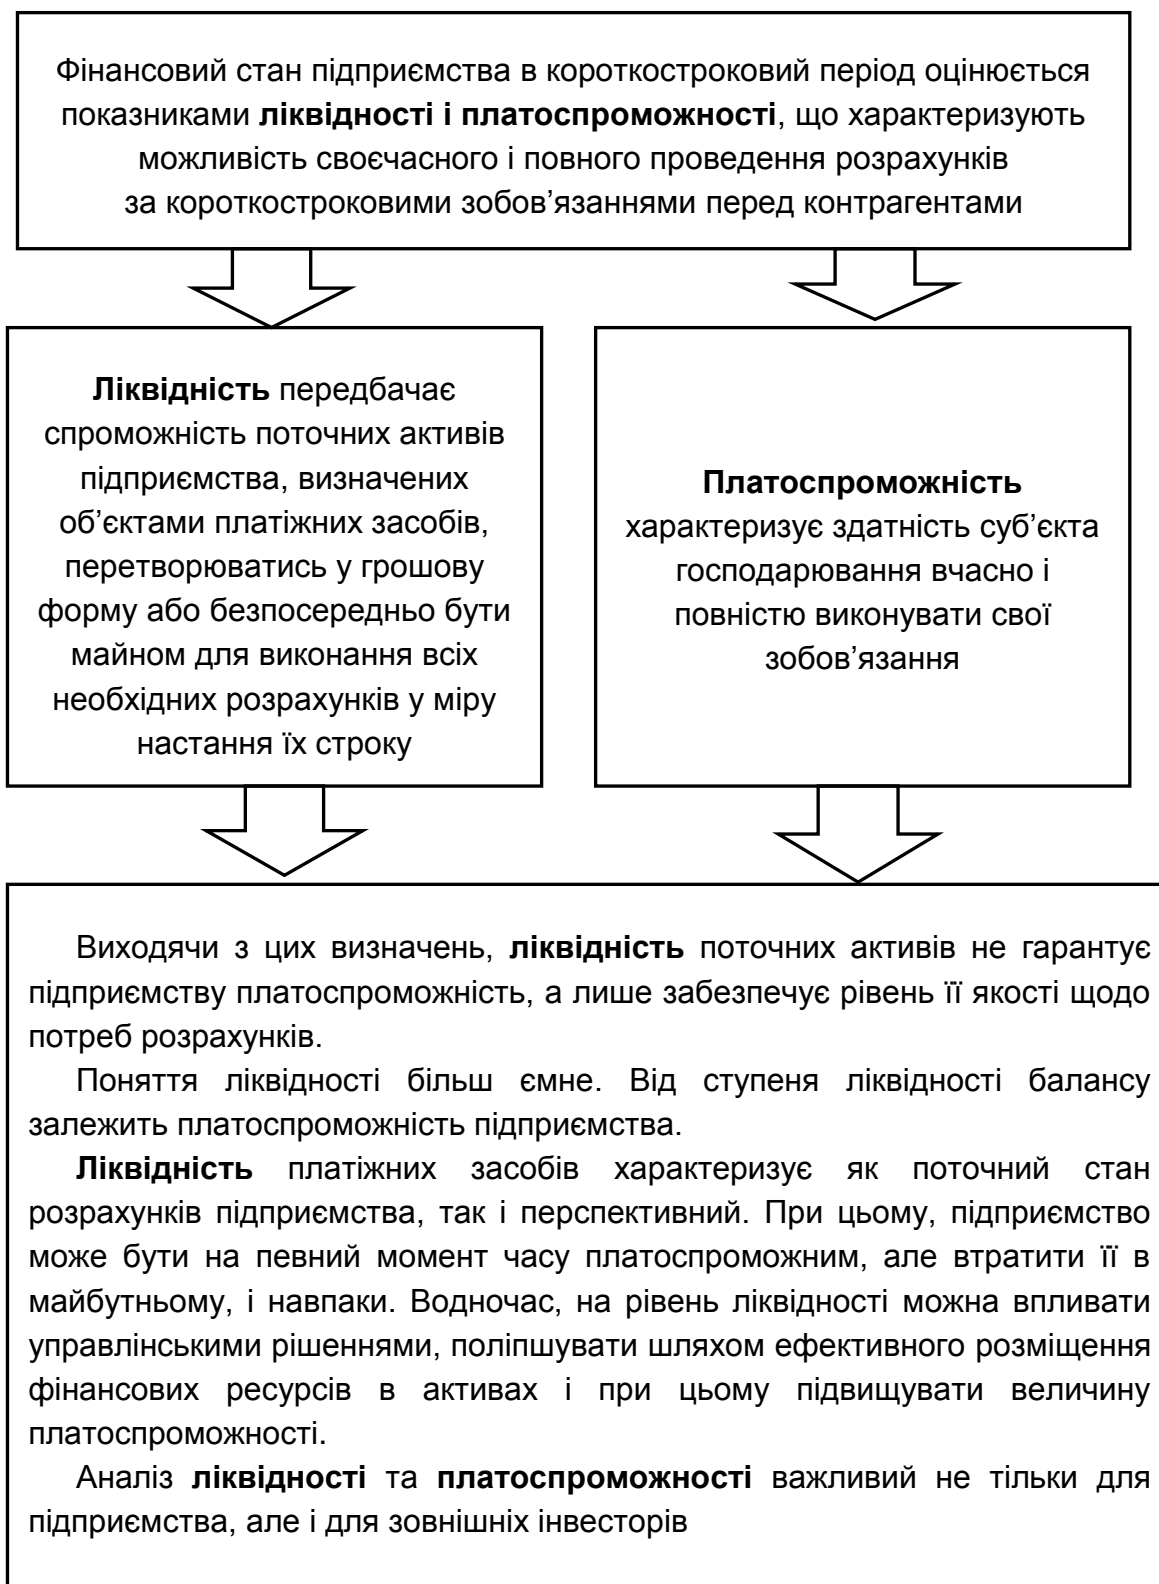 Фінансовий стан підприємства в короткостроковий період оцінюється
показниками ліквідності і платоспроможності, що характеризують
можливість своєчасного і повного проведення розрахунків
за короткостроковими зобов’язаннями перед контрагентами
Ліквідність передбачає
спроможність поточних активів
підприємства, визначених
об’єктами платіжних засобів,
перетворюватись у грошову
форму або безпосередньо бути
майном для виконання всіх
необхідних розрахунків у міру
настання їх строку
Платоспроможність
характеризує здатність суб’єкта
господарювання вчасно і
повністю виконувати свої
зобов’язання
Виходячи з цих визначень, ліквідність поточних активів не гарантує
підприємству платоспроможність, а лише забезпечує рівень її якості щодо
потреб розрахунків.
Поняття ліквідності більш ємне. Від ступеня ліквідності балансу
залежить платоспроможність підприємства.
Ліквідність платіжних засобів характеризує як поточний стан
розрахунків підприємства, так і перспективний. При цьому, підприємство
може бути на певний момент часу платоспроможним, але втратити її в
майбутньому, і навпаки. Водночас, на рівень ліквідності можна впливати
управлінськими рішеннями, поліпшувати шляхом ефективного розміщення
фінансових ресурсів в активах і при цьому підвищувати величину
платоспроможності.
Аналіз ліквідності та платоспроможності важливий не тільки для
підприємства, але і для зовнішніх інвесторів